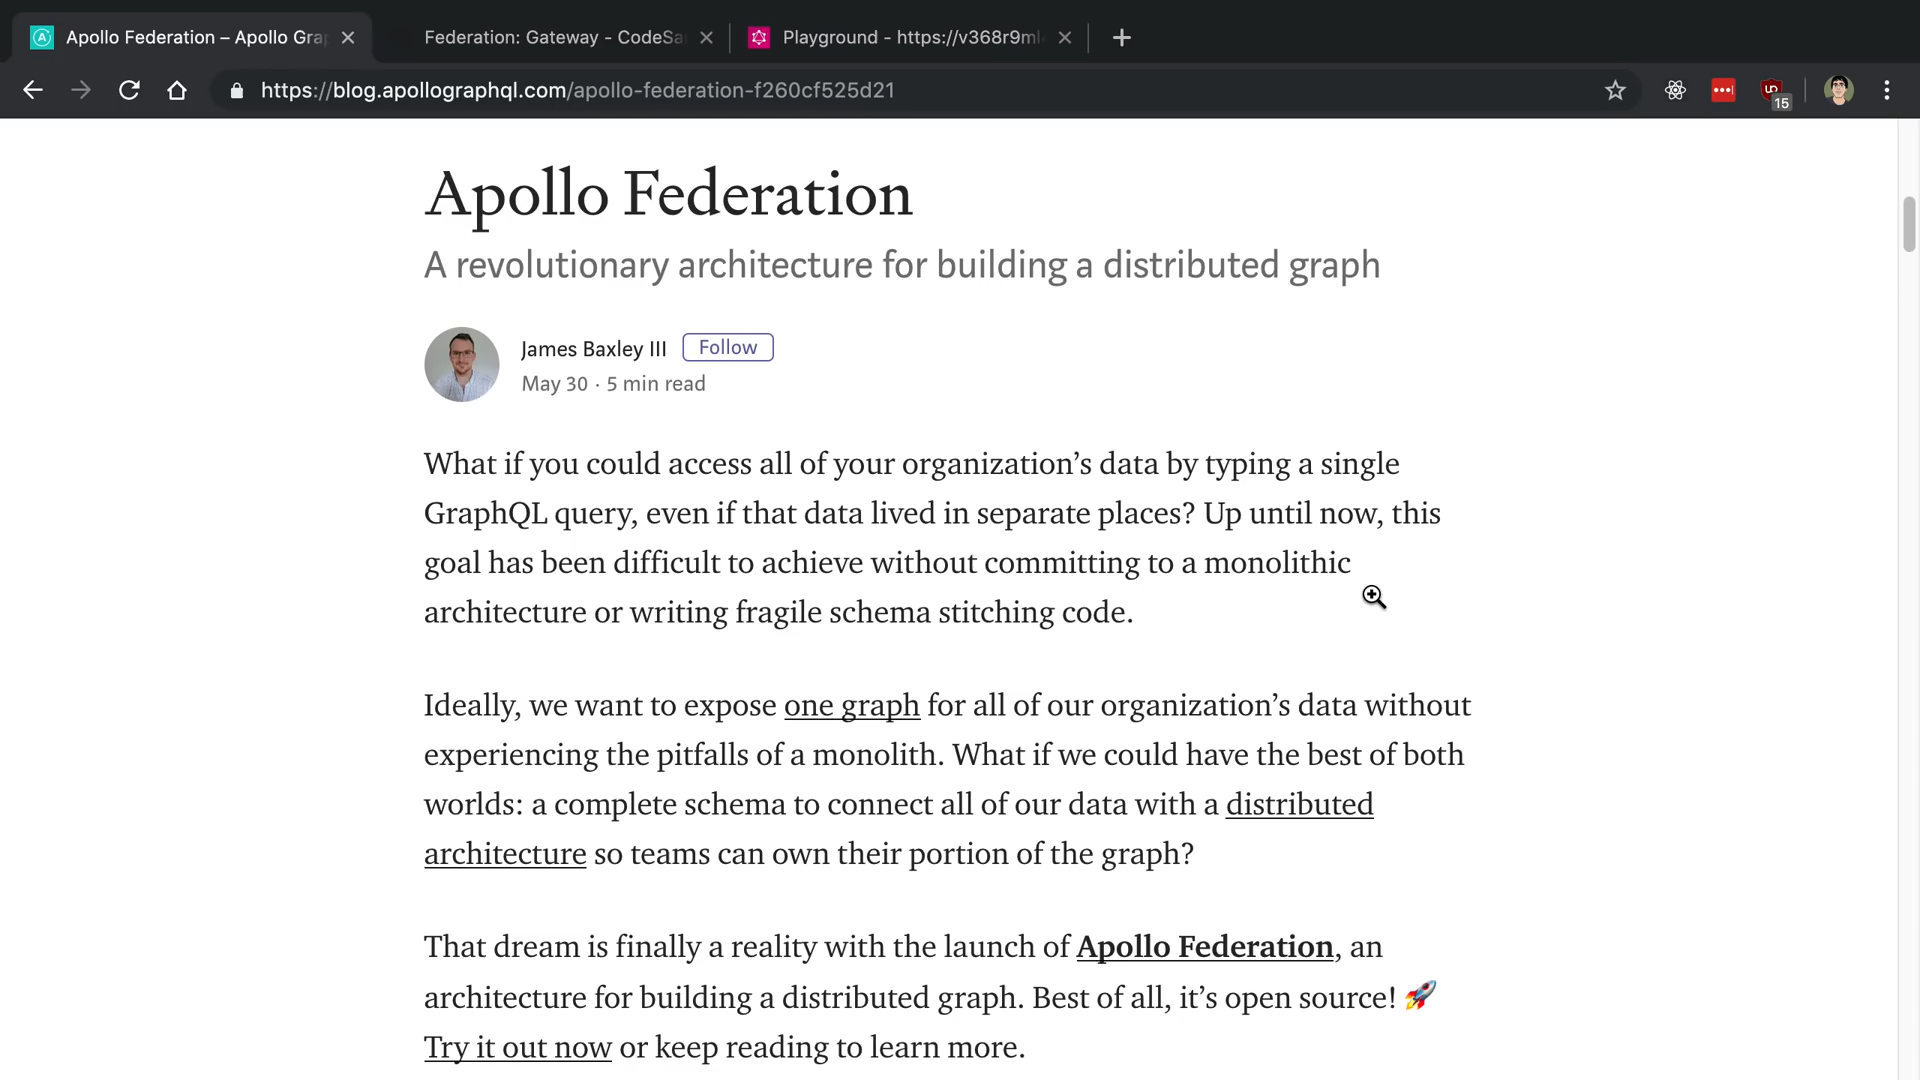 Apollo Federation – Apollo Gra
Federation: Gateway - CodeSa
Playground - https://v368r9ml
https://blog.apollographql.com/apollo-federation-f260cf525d21
15
Apollo Federation
A revolutionary architecture for building a distributed graph
James Baxley III Follow
May 30 · 5 min read
What if you could access all of your organization’s data by typing a single
GraphQL query, even if that data lived in separate places? Up until now, this
goal has been difficult to achieve without committing to a monolithic
architecture or writing fragile schema stitching code.
Ideally, we want to expose one graph for all of our organization’s data without
experiencing the pitfalls of a monolith. What if we could have the best of both
worlds: a complete schema to connect all of our data with a distributed
architecture so teams can own their portion of the graph?
That dream is finally a reality with the launch of Apollo Federation, an
architecture for building a distributed graph. Best of all, it’s open source! 🚀
Try it out now or keep reading to learn more.